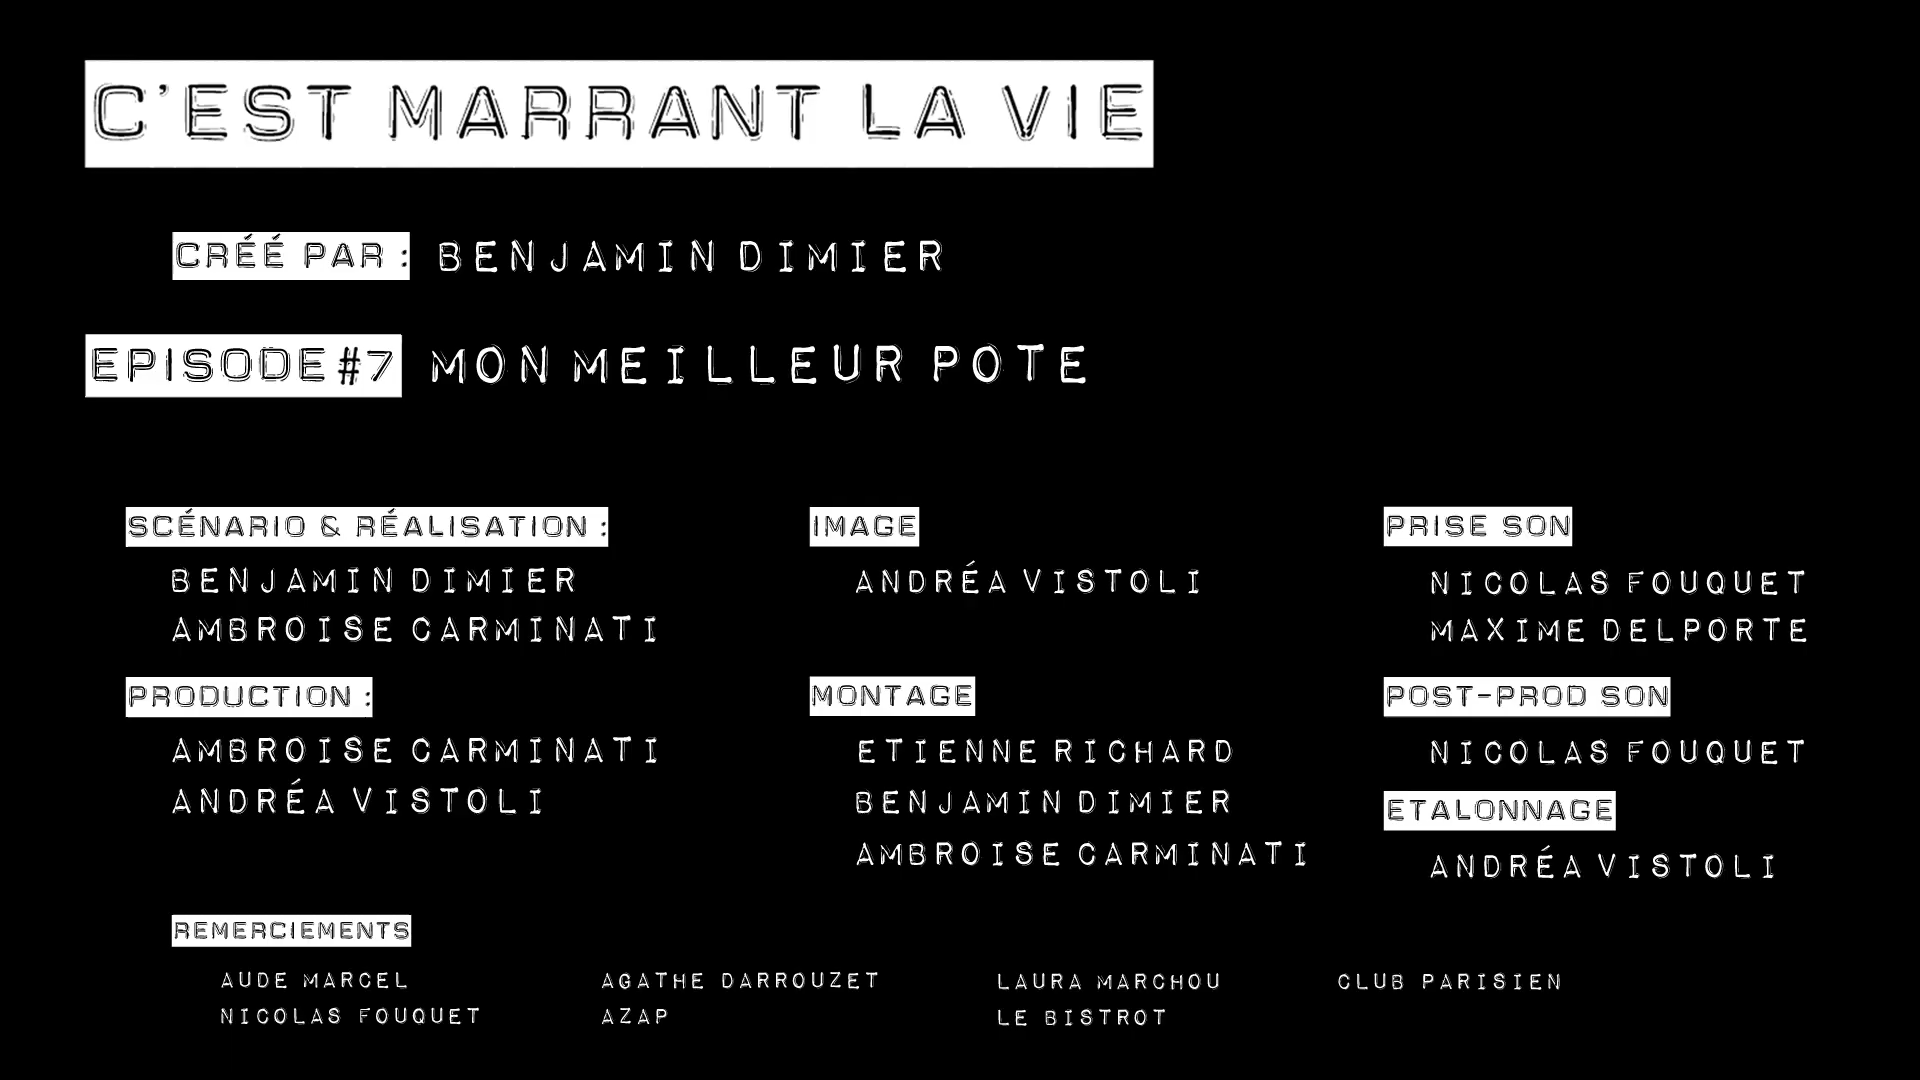 C'EST MARRANT LA VIE
CRÉÉ PAR : BENJAMIN DIMIER
EPISODE#7 MON MEILLEUR POTE
SCÉNARIO & RÉALISATION :
BENJAMIN DIMIER
AMBROISE CARMINATI
PRODUCTION :
AMBROISE CARMINATI
ANDRÉA VISTOLI
IMAGE
ANDRÉA VISTOLI
MONTAGE
ETIENNE RICHARD
BENJAMIN DIMIER
AMBROISE CARMINATI
PRISE SON
NICOLAS FOUQUET
MAXIME DELPORTE
POST-PROD SON
NICOLAS FOUQUET
ETALONNAGE
ANDRÉA VISTOLI
REMERCIEMENTS
AUDE MARCEL
NICOLAS FOUQUET
AGATHE DARROUZET
AZAP
LAURA MARCHOU
LE BISTROT
CLUB PARISIEN